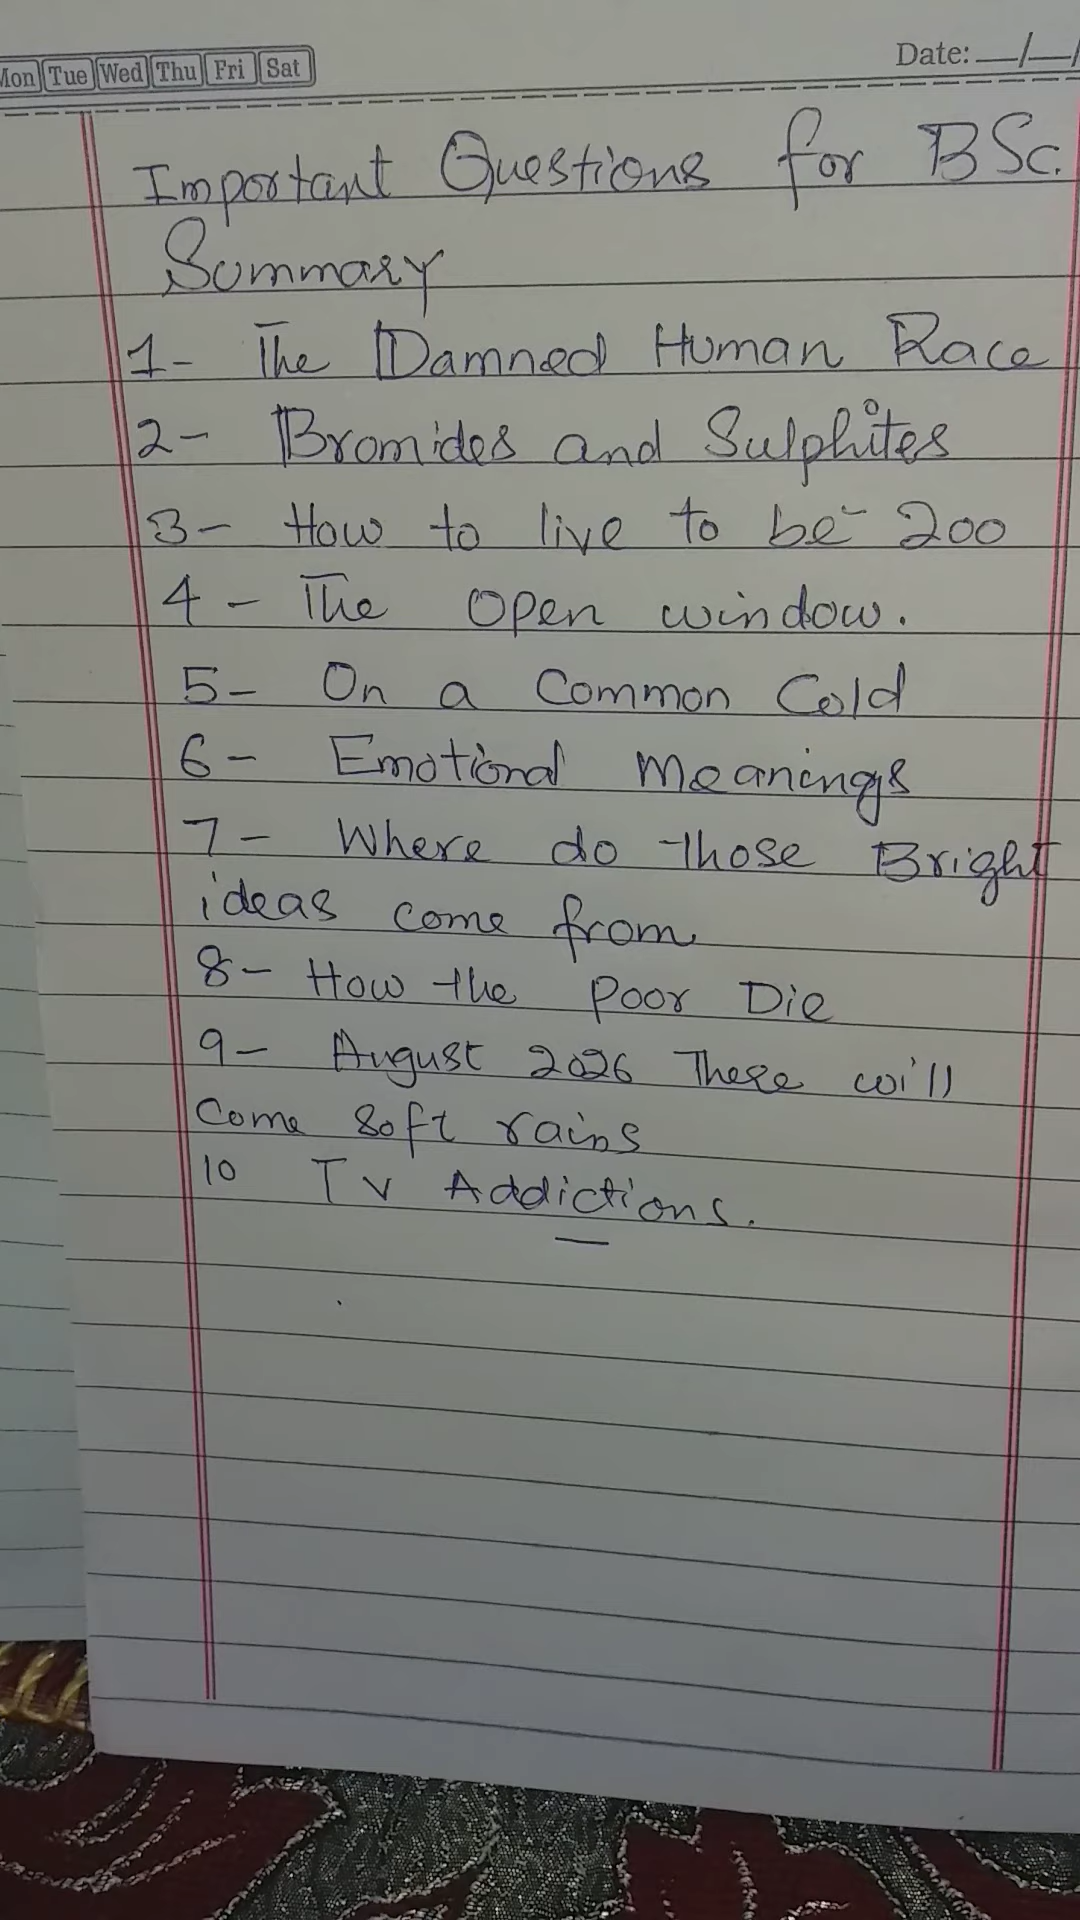 Mon Tue Wed Thu Fri Sat
Date: __/__/
Important Questions for BSc.
Summary
1- The Damned Human Race
2- Bromides and Sulphites
3- How to live to be 200
4- The Open window.
5- On a Common Cold
6- Emotional Meanings
7- Where do those Bright
ideas come from
8- How the Poor Die
9- August 2026 There will
Come soft rains
10 TV Addictions.